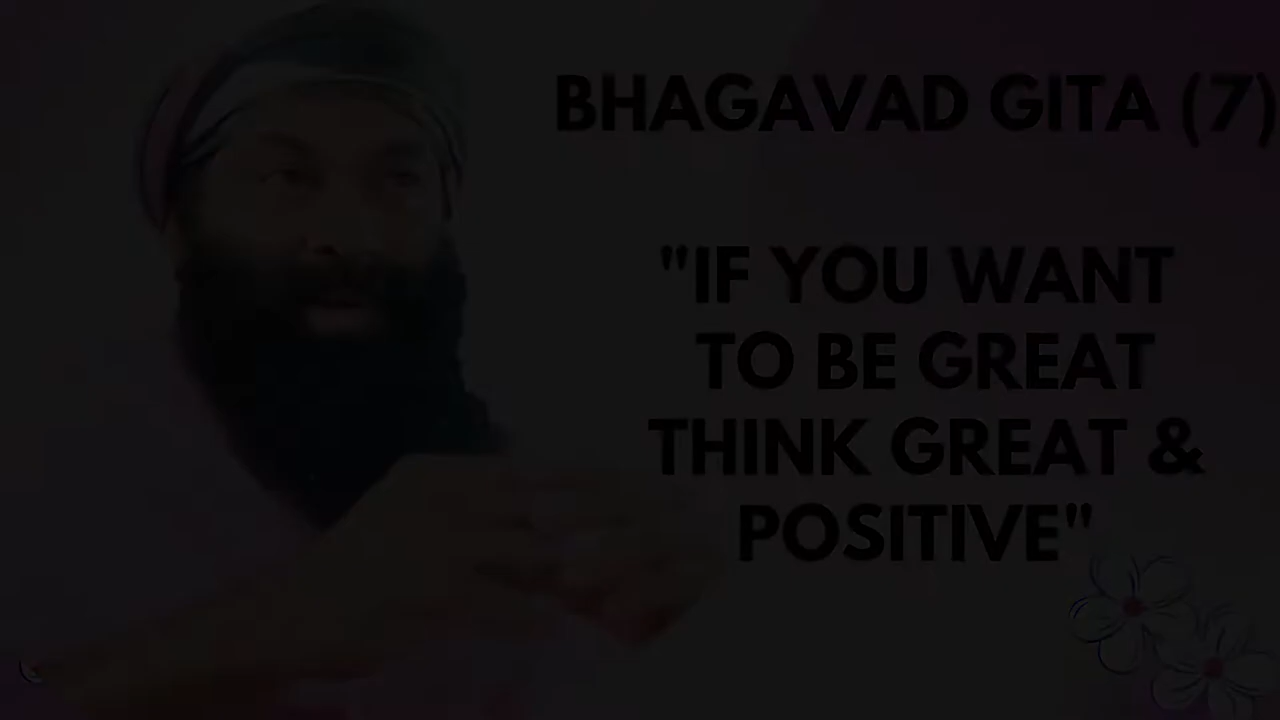 BHAGAVAD GITA (7)
"IF YOU WANT
TO BE GREAT
THINK GREAT &
POSITIVE"